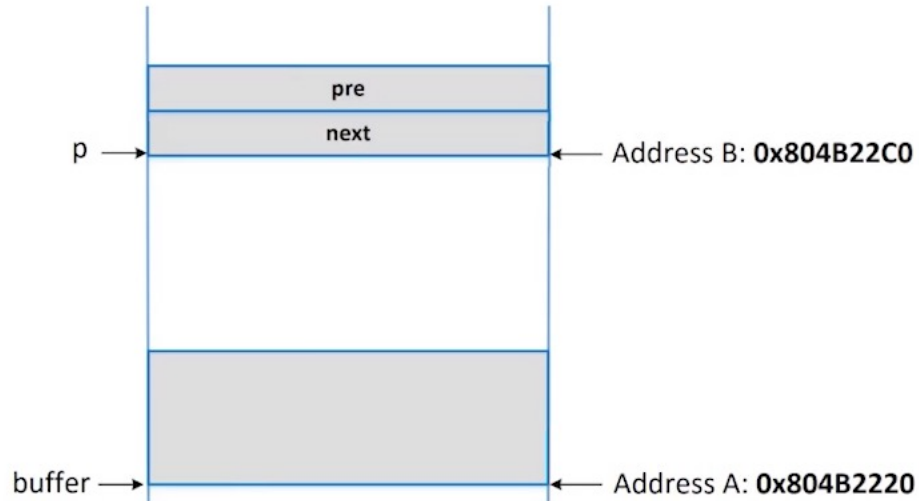 pre
next
p
Address B: 0x804B22C0
buffer
Address A: 0x804B2220